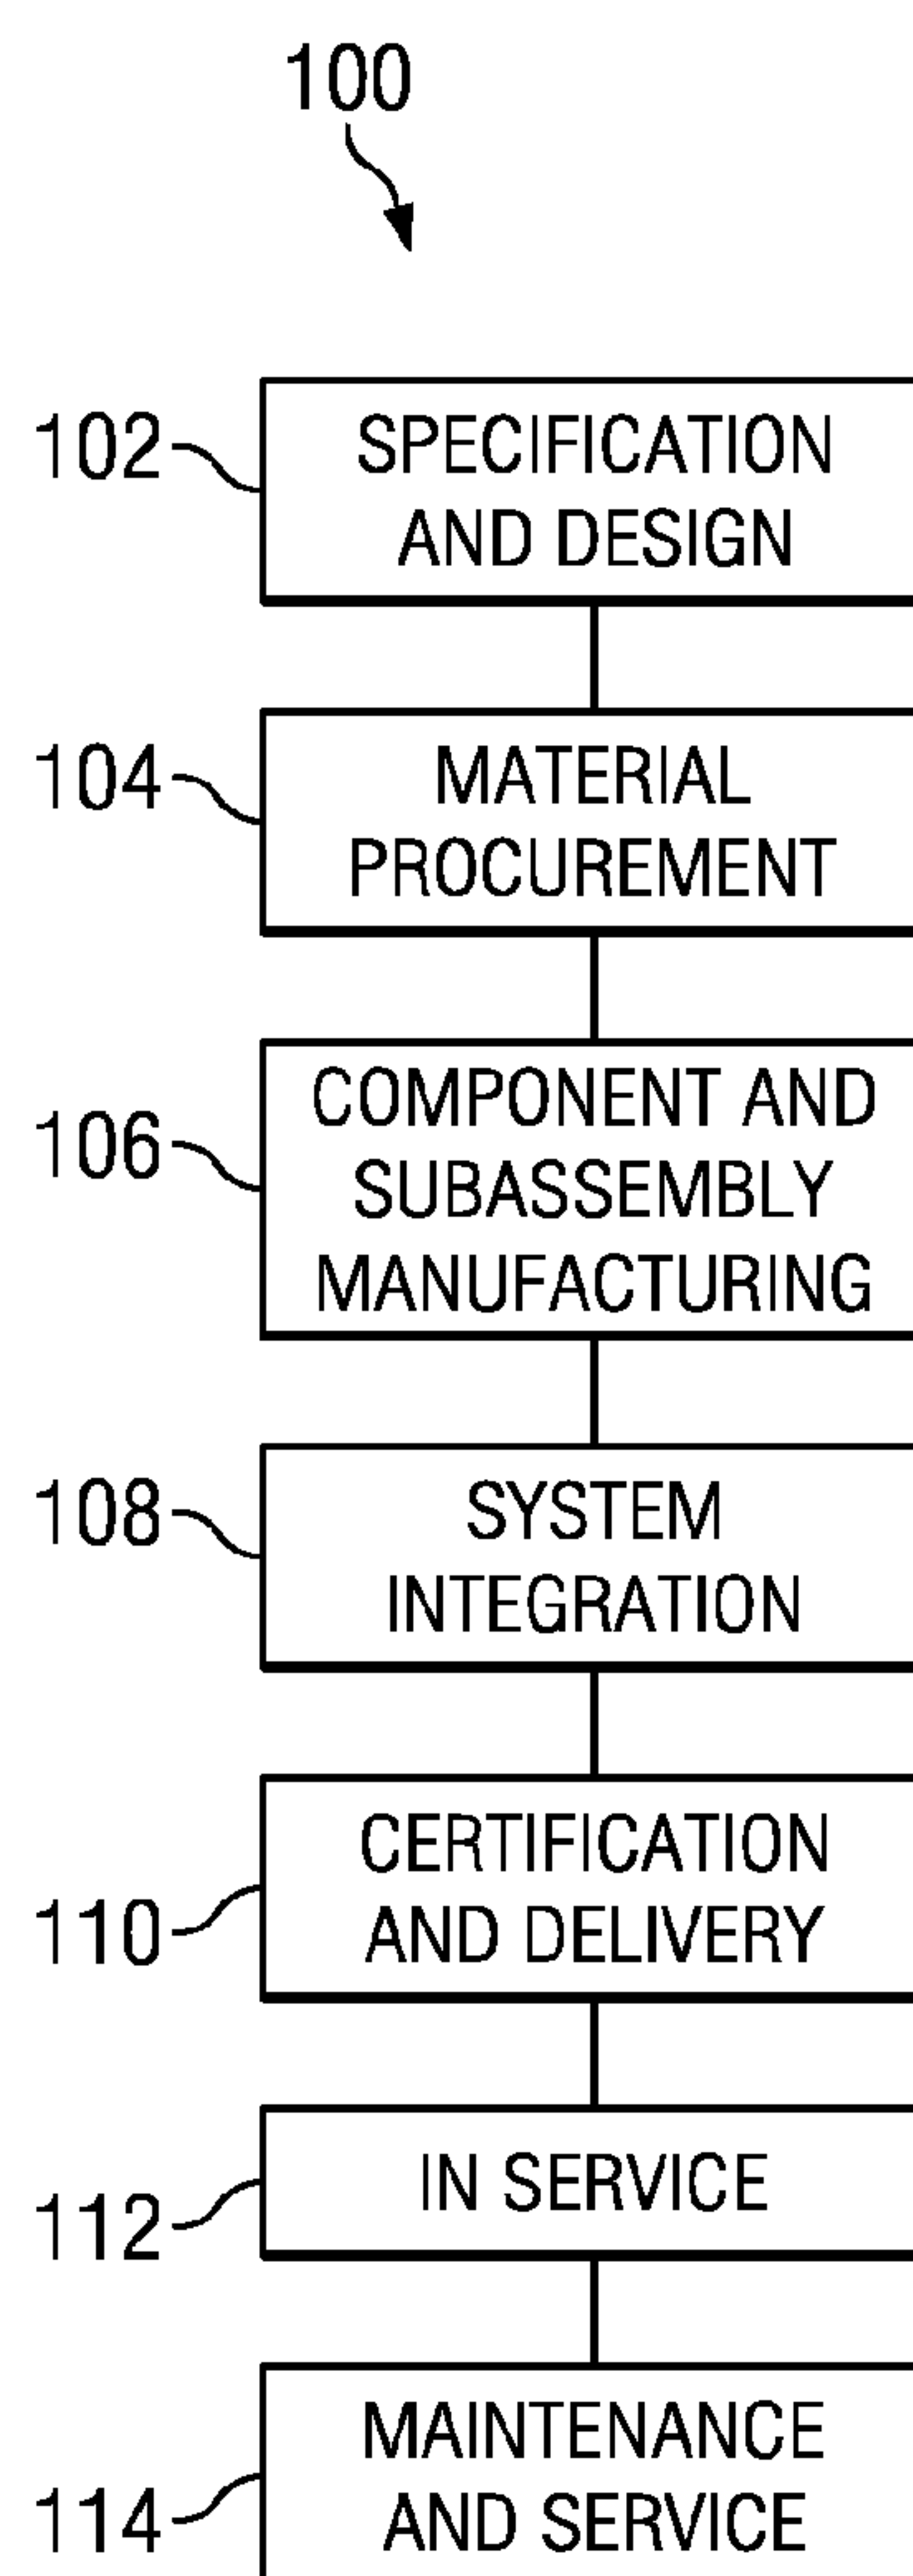 100
102
SPECIFICATION
AND DESIGN
104
MATERIAL
PROCUREMENT
106
COMPONENT AND
SUBASSEMBLY
MANUFACTURING
108
SYSTEM
INTEGRATION
110
CERTIFICATION
AND DELIVERY
112
IN SERVICE
114
MAINTENANCE
AND SERVICE